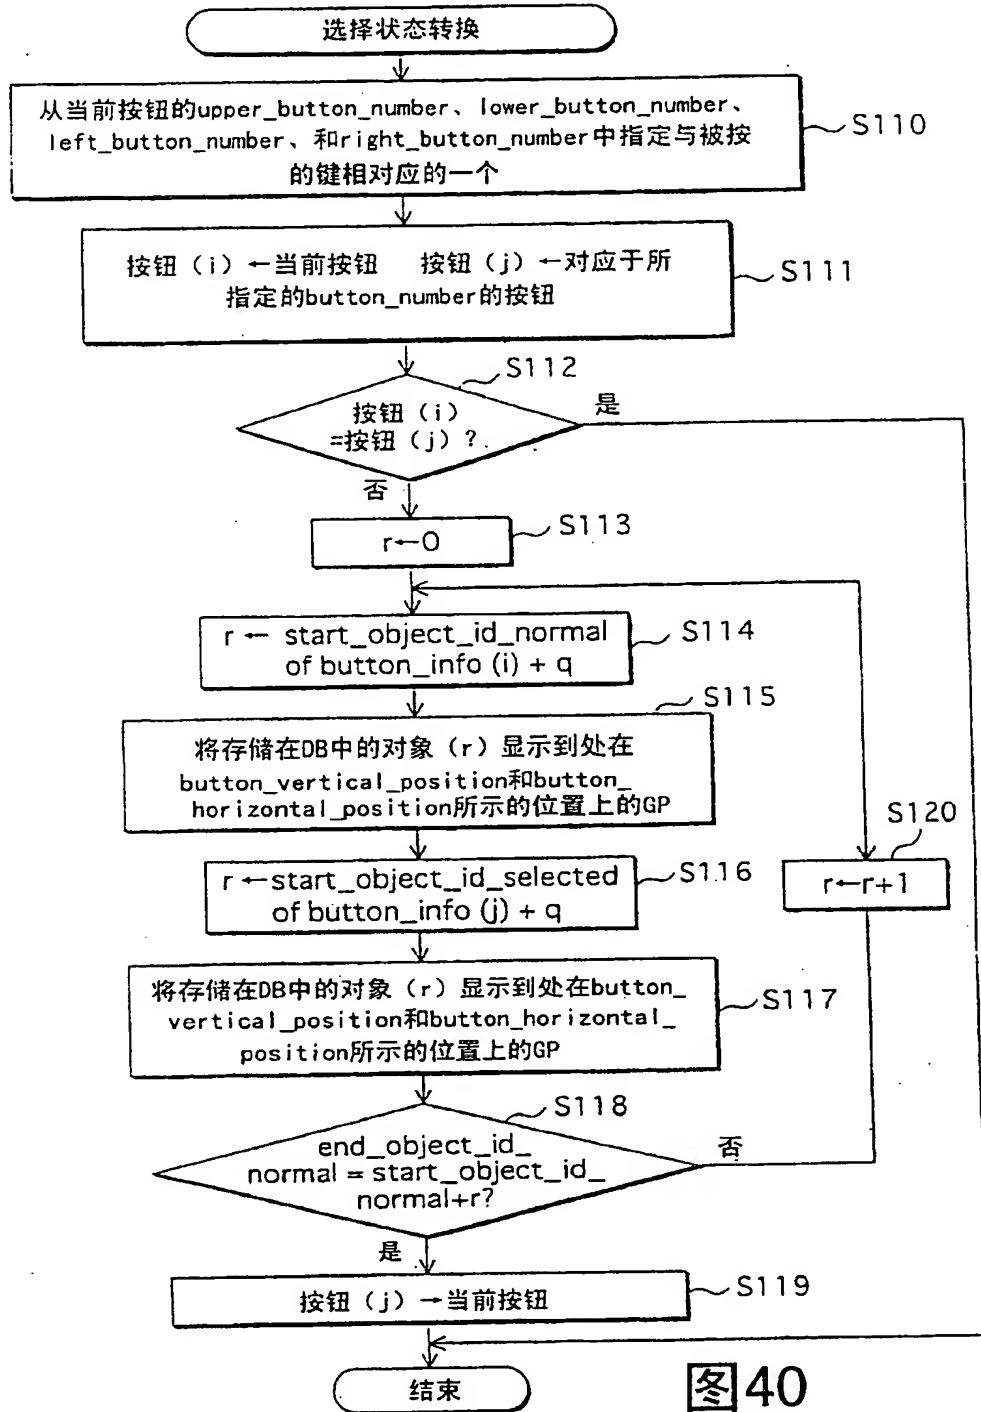 选择状态转换
从当前按钮的upper_button_number、lower_button_number、
left_button_number、和right_button_number中指定与被按
的键相对应的一个
S110
按钮（i）←当前按钮 按钮（j）←对应于所
指定的button_number的按钮
S111
S112
按钮（i）
=按钮（j）？
是
否
r←0
S113
r ← start_object_id_normal
of button_info (i) + q
S114
S115
将存储在DB中的对象（r）显示到处在
button_vertical_position和button_
horizontal_position所示的位置上的GP
S120
r←r+1
r ←start_object_id_selected
of button_info (j) + q
S116
将存储在DB中的对象（r）显示到处在button_
vertical_position和button_horizontal_
position所示的位置上的GP
S117
S118
end_object_id_
normal = start_object_id_
normal+r?
否
是
按钮（j）→当前按钮
S119
结束
图40